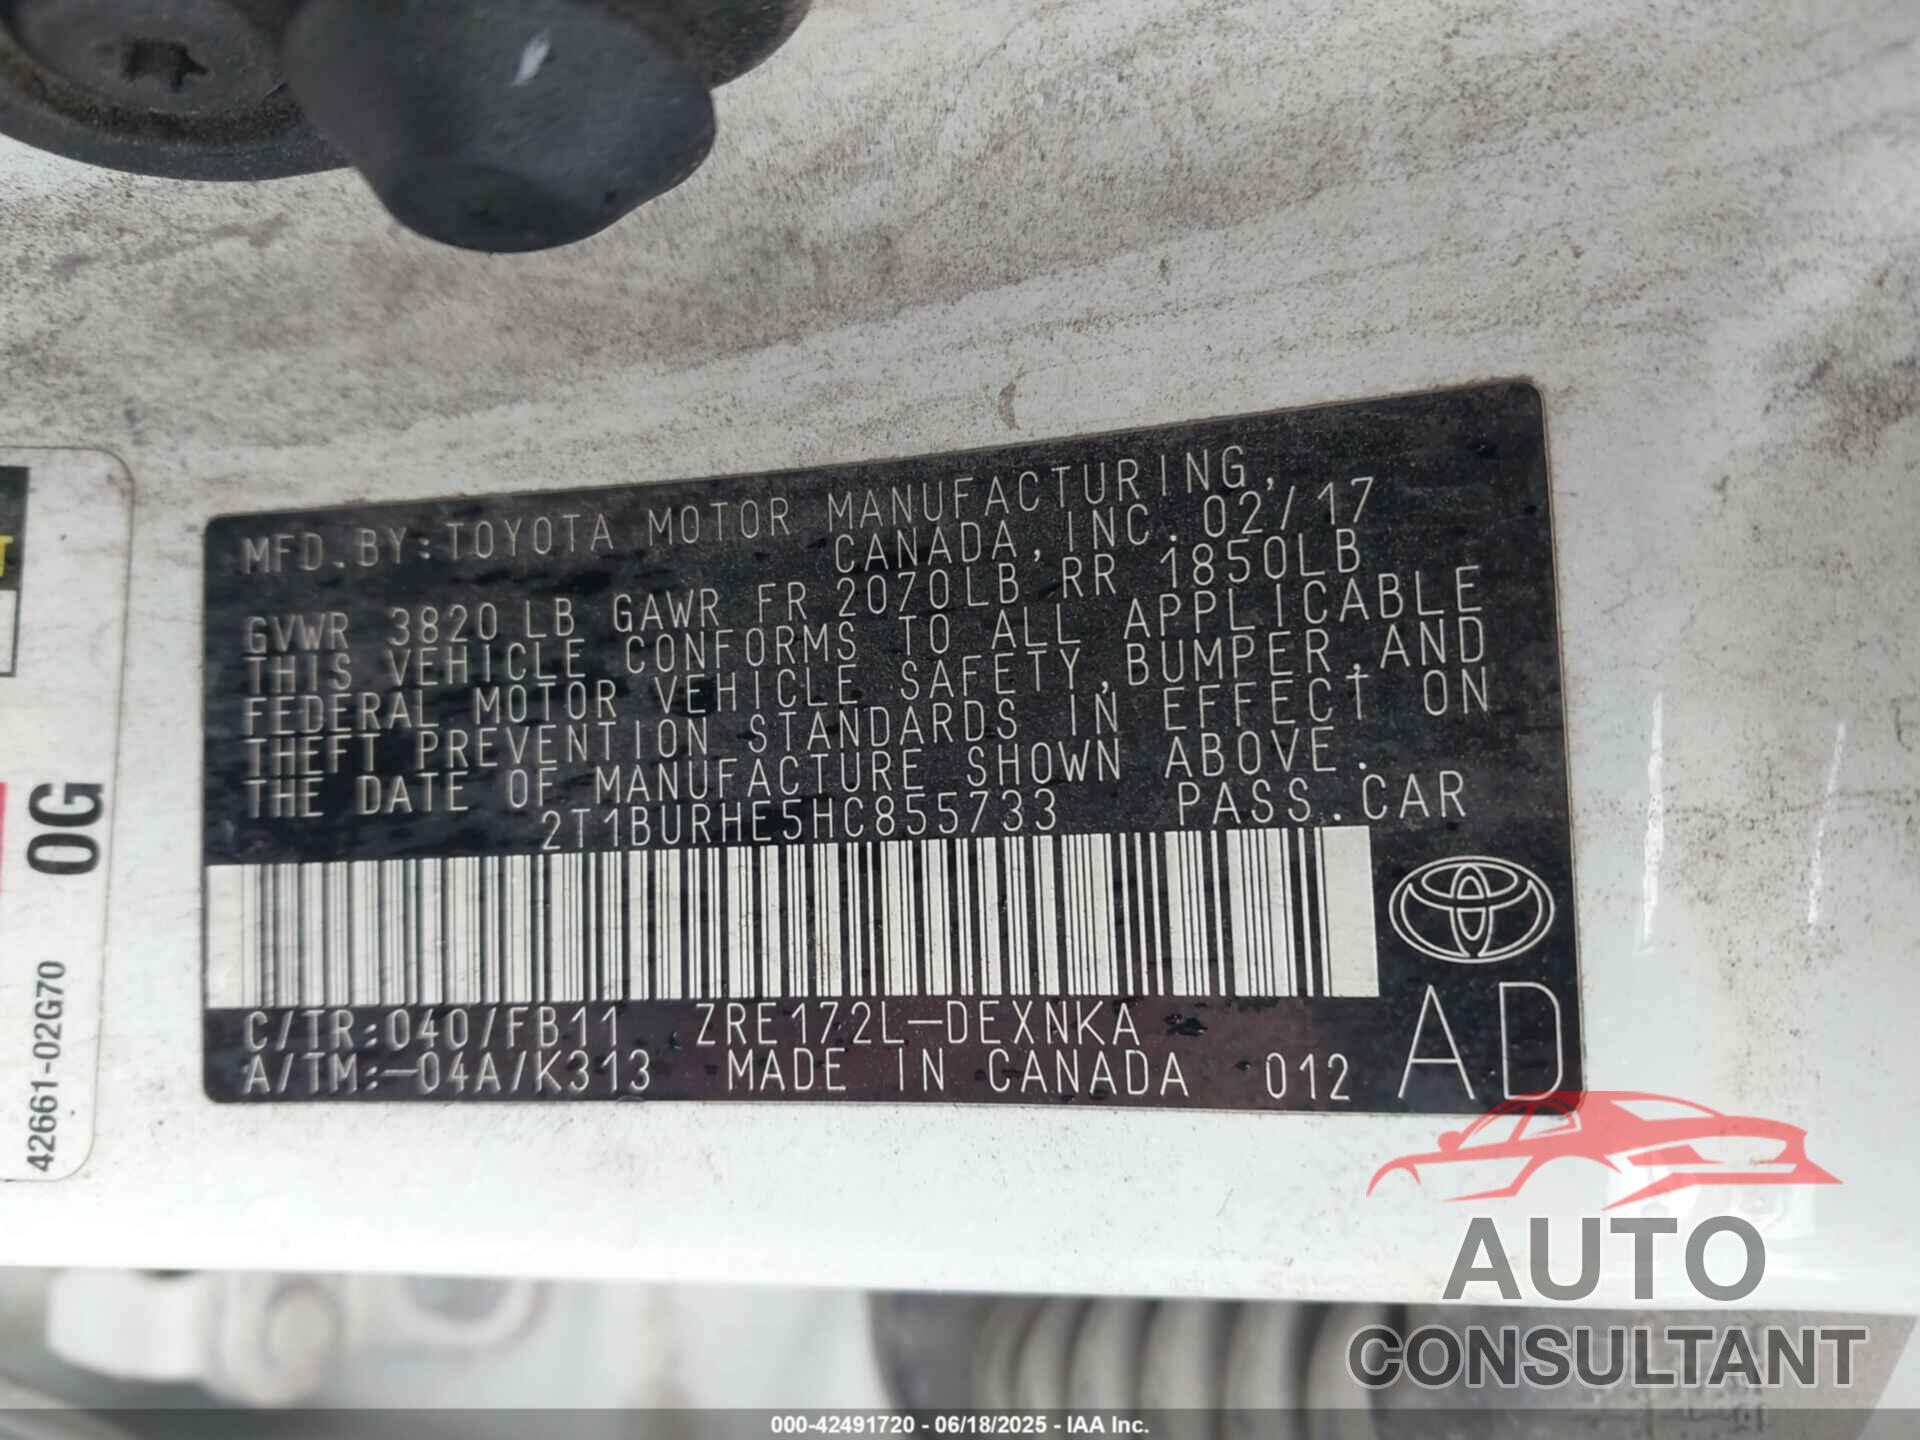 MFD.BY:TOYOTA MOTOR MANUFACTURING,
CANADA,INC.02/17
GVWR 3820 LB GAWR FR 2070LB RR 1850LB
THIS VEHICLE CONFORMS TO ALL APPLICABLE
FEDERAL MOTOR VEHICLE SAFETY,BUMPER,AND
THEFT PREVENTION STANDARDS IN EFFECT ON
THE DATE OF MANUFACTURE SHOWN ABOVE.
2T1BURHE5HC855733 PASS.CAR
C/TR:040/FB11 ZRE172L-DEXNKA
A/TM:-04A/K313 MADE IN CANADA 012
AD
0G
42661-02G70
AUTO
CONSULTANT
000-42491720 - 06/18/2025 - IAA Inc.